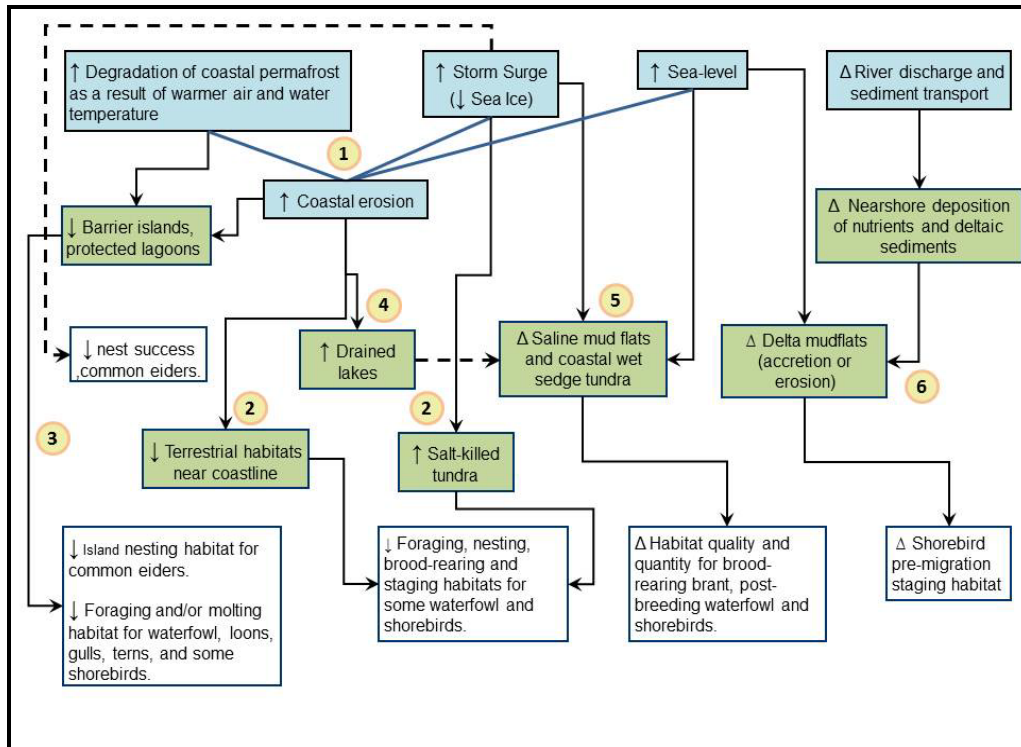 ↑ Degradation of coastal permafrost
as a result of warmer air and water
temperature
↑ Storm Surge
(↓ Sea Ice)
↑ Sea-level
Δ River discharge and
sediment transport
1
↑ Coastal erosion
↓ Barrier islands,
protected lagoons
Δ Nearshore deposition
of nutrients and deltaic
sediments
4
5
↓ nest success
,common eiders.
↑ Drained
lakes
Δ Saline mud flats
and coastal wet
sedge tundra
Δ Delta mudflats
(accretion or
erosion)
6
3
2
2
↓ Terrestrial habitats
near coastline
↑ Salt-killed
tundra
↓ Island nesting habitat for
common eiders.
↓ Foraging and/or molting
habitat for waterfowl, loons,
gulls, terns, and some
shorebirds.
↓ Foraging, nesting,
brood-rearing and
staging habitats for
some waterfowl and
shorebirds.
Δ Habitat quality and
quantity for brood-
rearing brant, post-
breeding waterfowl and
shorebirds.
Δ Shorebird
pre-migration
staging habitat